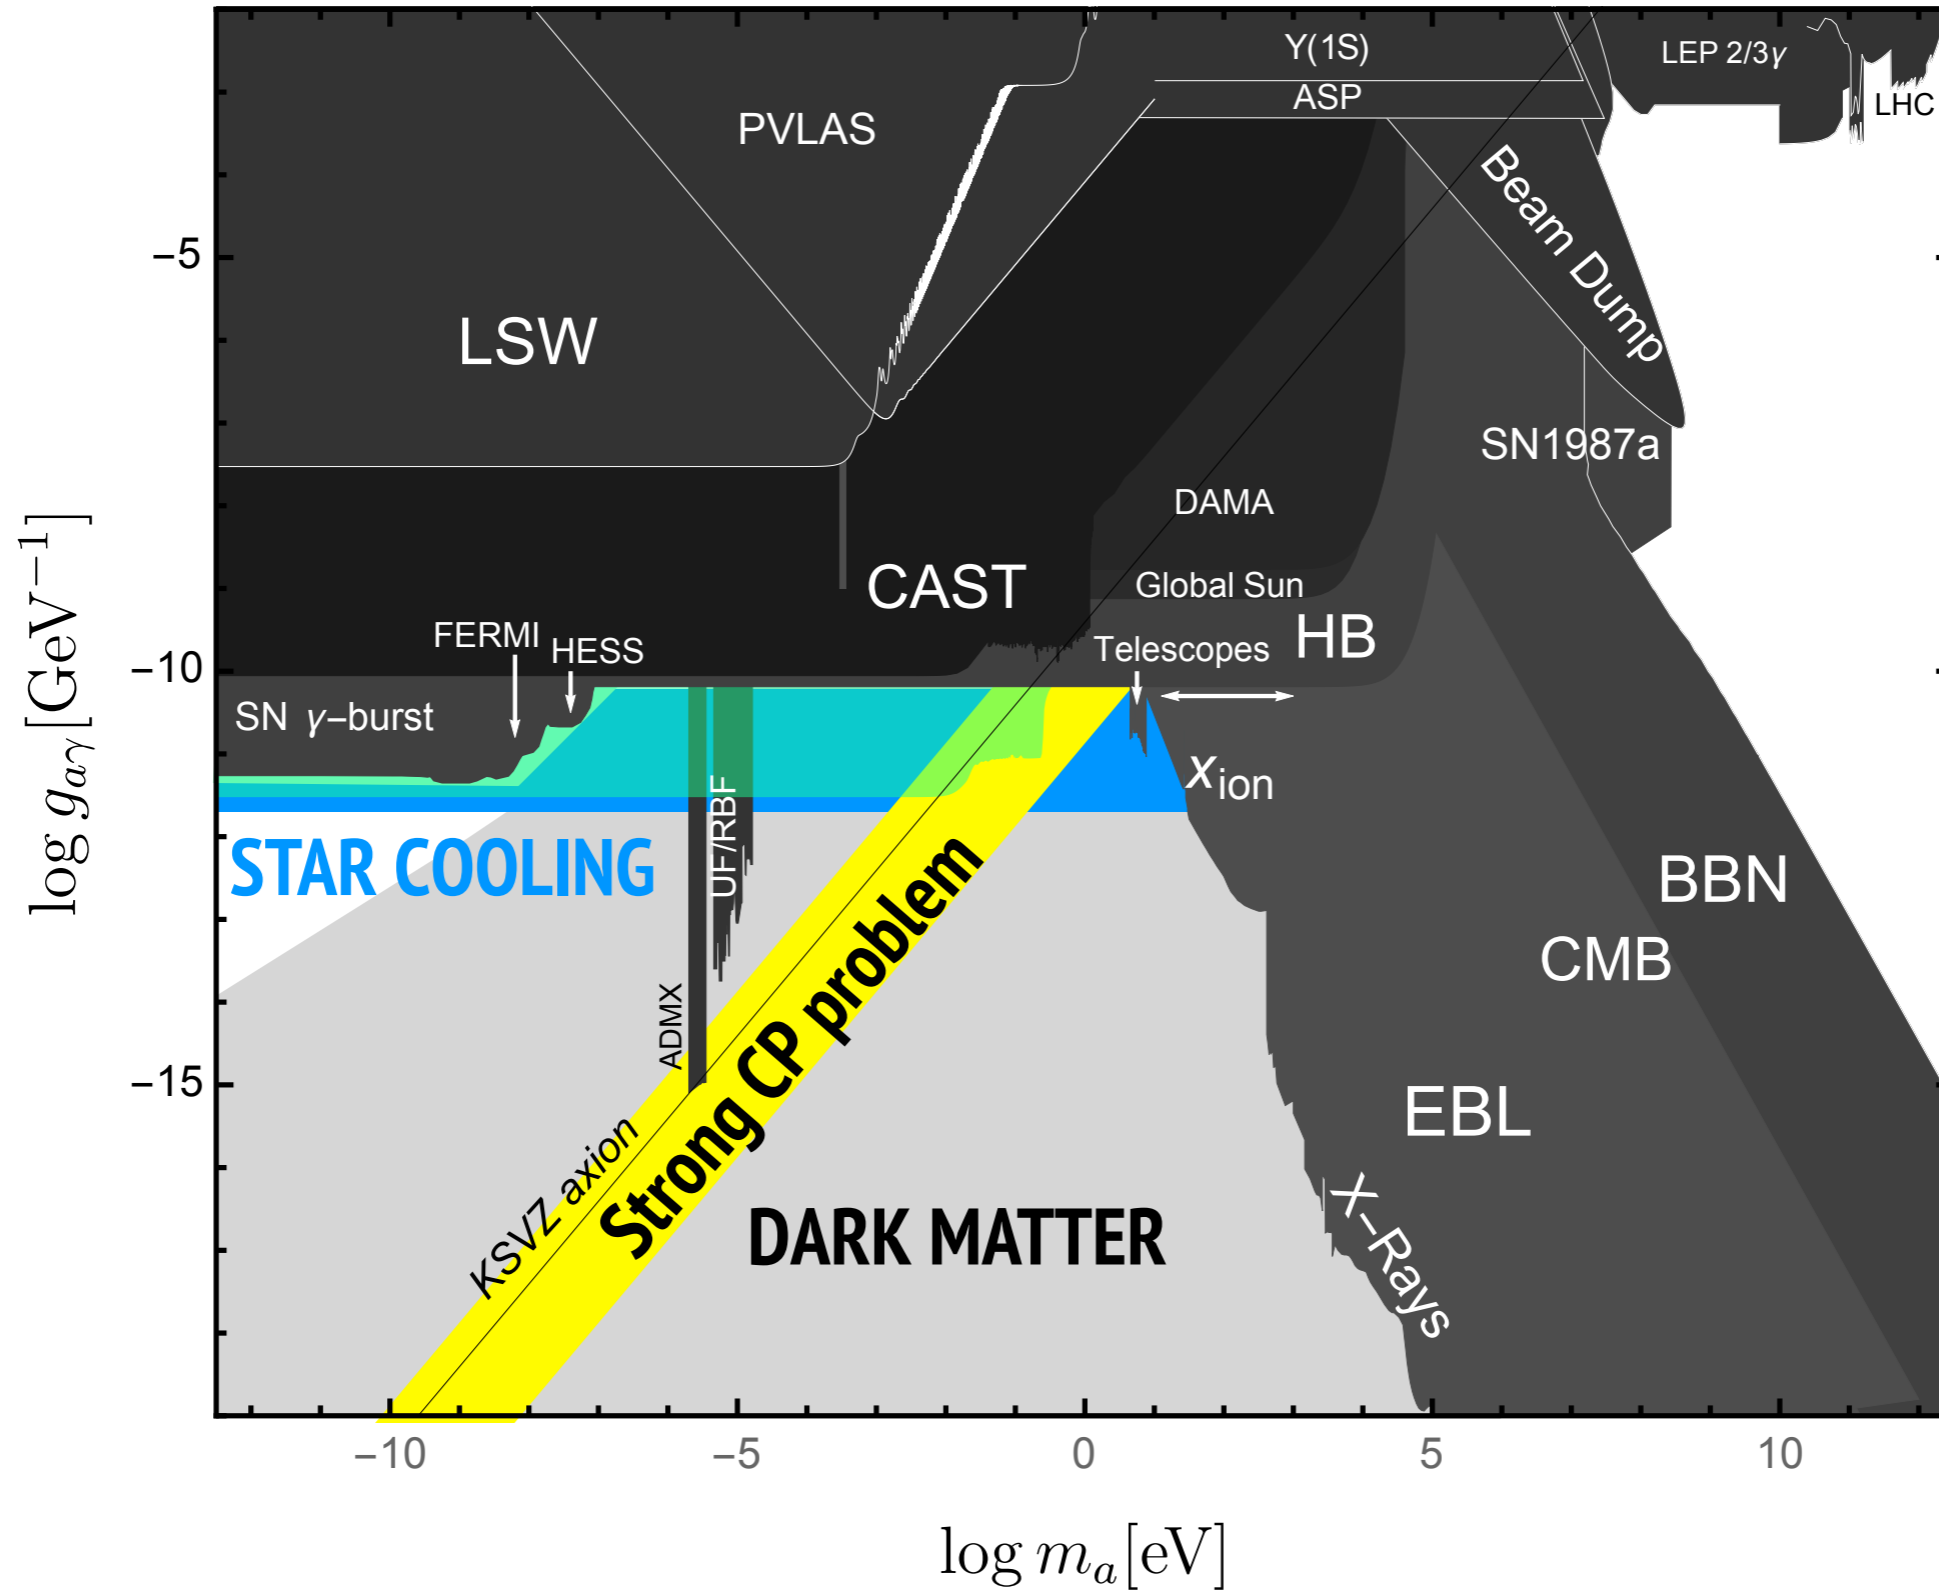 Y(1S)
LEP 2/3γ
ASP
LHC
PVLAS
Beam Dump
−5
LSW
SN1987a
DAMA
CAST
Global Sun
FERMI
HESS
HB
Telescopes
−10
SN γ−burst
x_ion
UF/RBF
STAR COOLING
BBN
CMB
ADMX
−15
Strong CP problem
EBL
KSVZ axion
X−Rays
DARK MATTER
log g_aγ [GeV⁻¹]
−10 −5 0 5 10
log m_a [eV]